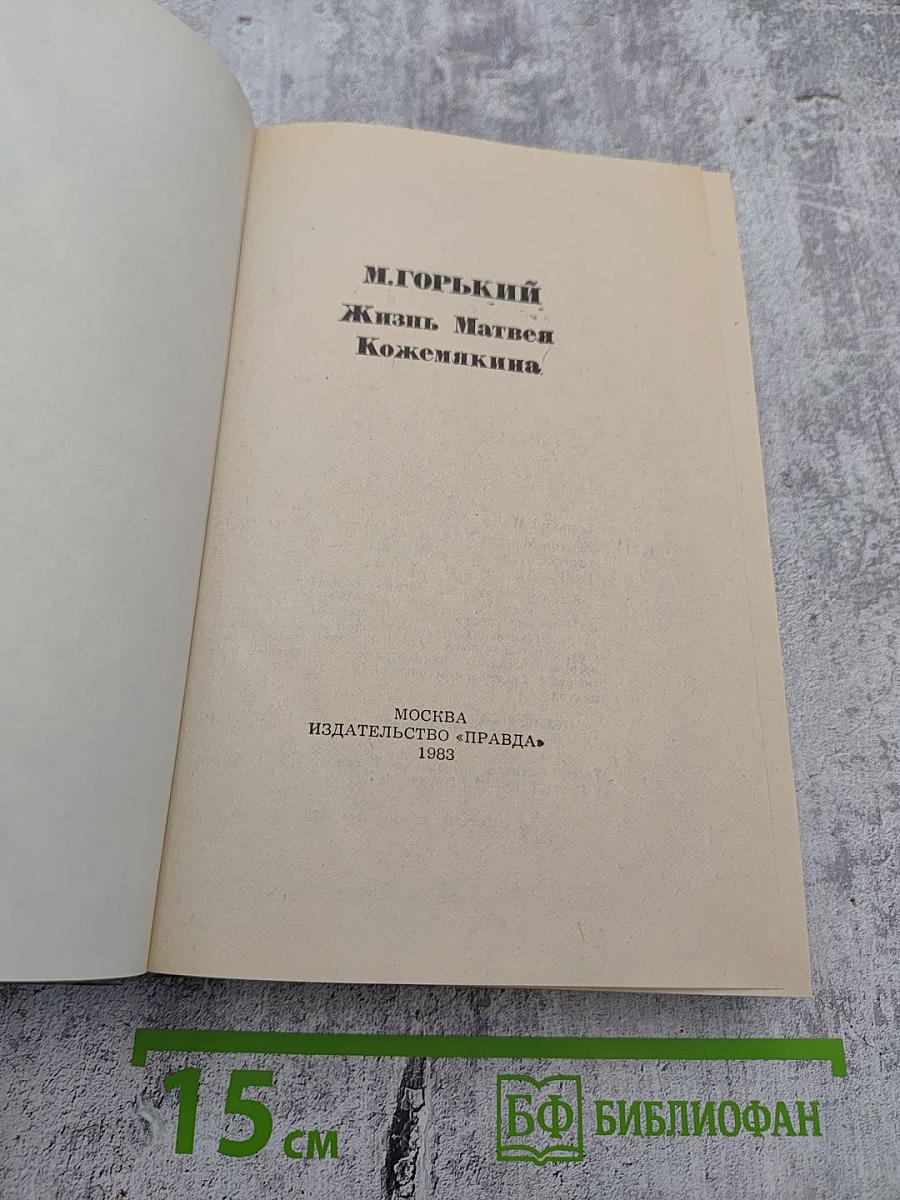 М.ГОРЬКИЙ
Жизнь Матвея
Кожемякина
МОСКВА
ИЗДАТЕЛЬСТВО «ПРАВДА»
1983
15 см
БФ БИБЛИОФАН